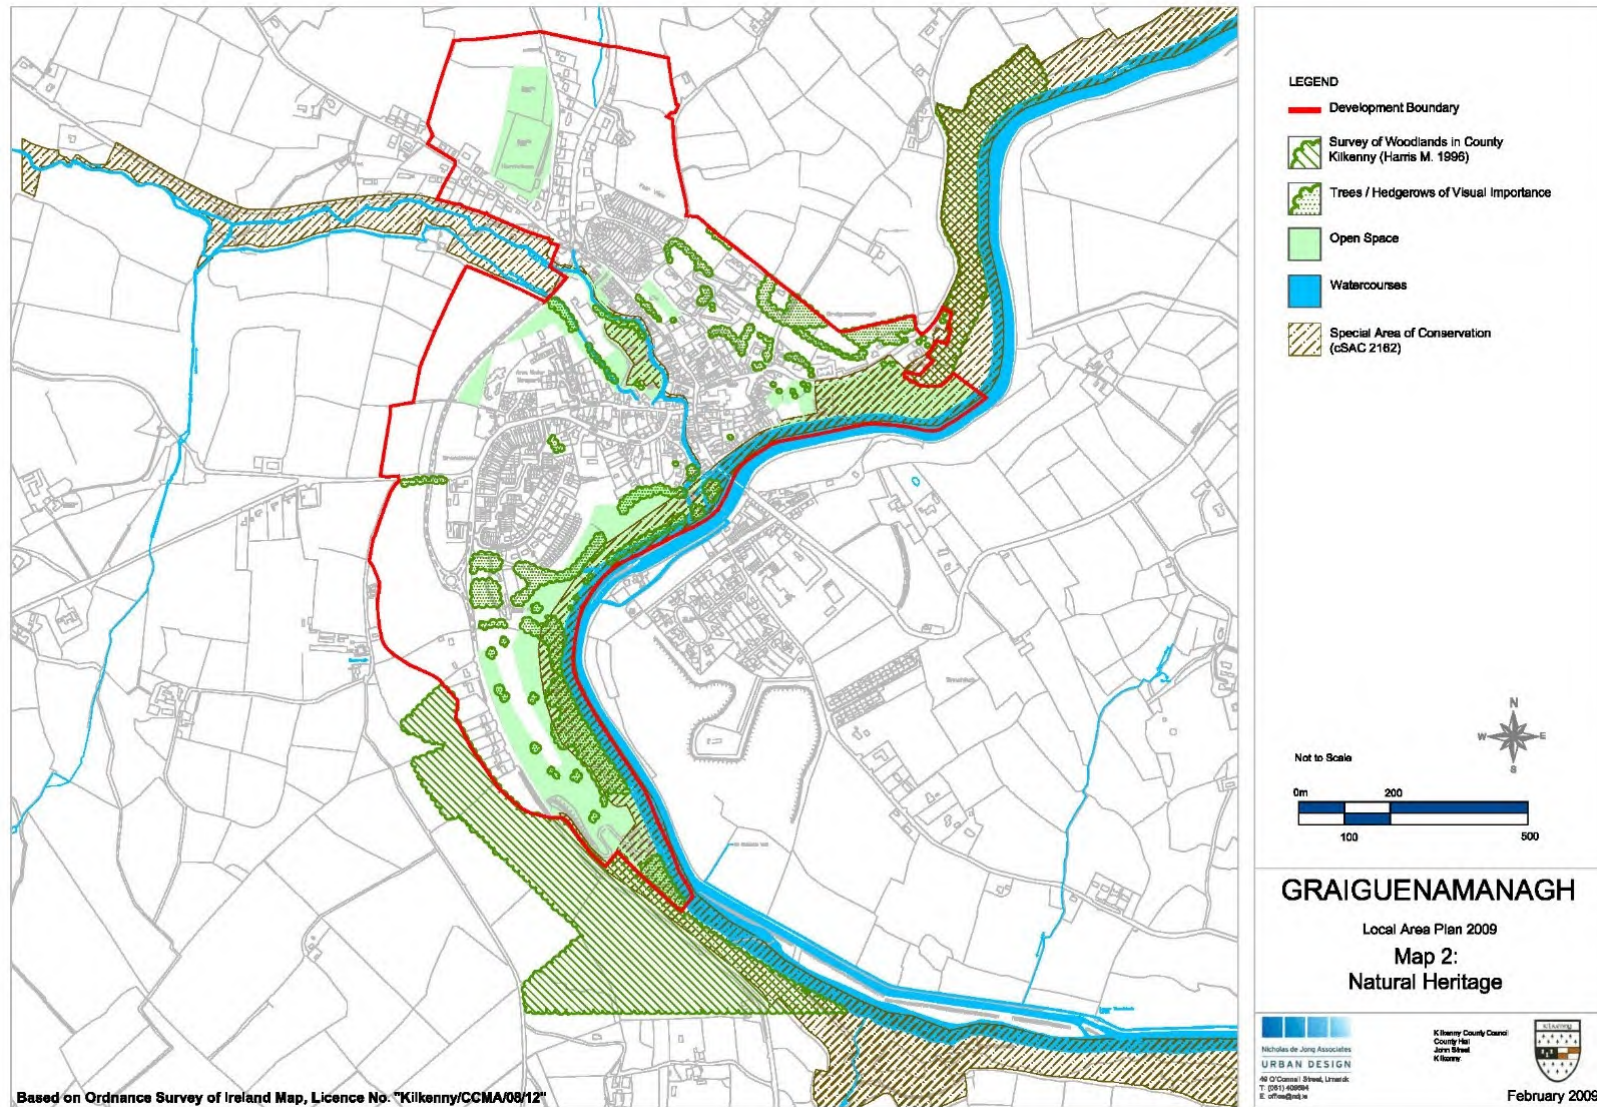 LEGEND
Development Boundary
Survey of Woodlands in County
Kilkenny (Harris M. 1996)
Trees / Hedgerows of Visual Importance
Open Space
Watercourses
Special Area of Conservation
(cSAC 2162)
N
W
E
S
Not to Scale
0m
200
100
500
GRAIGUENAMANAGH
Local Area Plan 2009
Map 2:
Natural Heritage
Nicholas de Jong Associates
URBAN DESIGN
Kilkenny County Council
County Hall
John Street
Kilkenny
February 2009
Based on Ordnance Survey of Ireland Map, Licence No. "Kilkenny/CCMA/08/12"